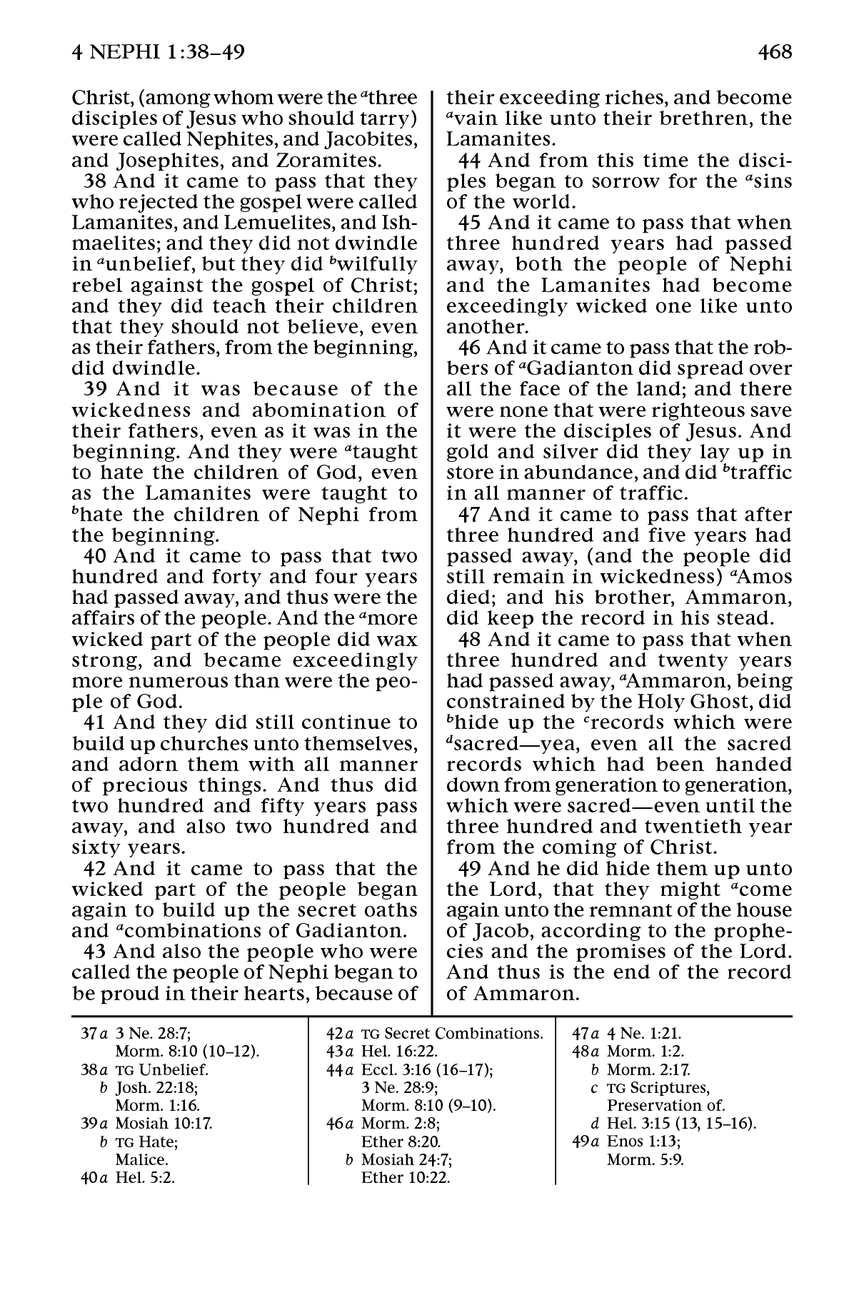 4 NEPHI 1:38–49
468
Christ, (among whom were the ᵃthree
disciples of Jesus who should tarry)
were called Nephites, and Jacobites,
and Josephites, and Zoramites.
38 And it came to pass that they
who rejected the gospel were called
Lamanites, and Lemuelites, and Ish-
maelites; and they did not dwindle
in ᵃunbelief, but they did ᵇwilfully
rebel against the gospel of Christ;
and they did teach their children
that they should not believe, even
as their fathers, from the beginning,
did dwindle.
39 And it was because of the
wickedness and abomination of
their fathers, even as it was in the
beginning. And they were ᵃtaught
to hate the children of God, even
as the Lamanites were taught to
ᵇhate the children of Nephi from
the beginning.
40 And it came to pass that two
hundred and forty and four years
had passed away, and thus were the
affairs of the people. And the ᵃmore
wicked part of the people did wax
strong, and became exceedingly
more numerous than were the peo-
ple of God.
41 And they did still continue to
build up churches unto themselves,
and adorn them with all manner
of precious things. And thus did
two hundred and fifty years pass
away, and also two hundred and
sixty years.
42 And it came to pass that the
wicked part of the people began
again to build up the secret oaths
and ᵃcombinations of Gadianton.
43 And also the people who were
called the people of Nephi began to
be proud in their hearts, because of
their exceeding riches, and become
ᵃvain like unto their brethren, the
Lamanites.
44 And from this time the disci-
ples began to sorrow for the ᵃsins
of the world.
45 And it came to pass that when
three hundred years had passed
away, both the people of Nephi
and the Lamanites had become
exceedingly wicked one like unto
another.
46 And it came to pass that the rob-
bers of ᵃGadianton did spread over
all the face of the land; and there
were none that were righteous save
it were the disciples of Jesus. And
gold and silver did they lay up in
store in abundance, and did ᵇtraffic
in all manner of traffic.
47 And it came to pass that after
three hundred and five years had
passed away, (and the people did
still remain in wickedness) ᵃAmos
died; and his brother, Ammaron,
did keep the record in his stead.
48 And it came to pass that when
three hundred and twenty years
had passed away, ᵃAmmaron, being
constrained by the Holy Ghost, did
ᵇhide up the ᶜrecords which were
ᵈsacred—yea, even all the sacred
records which had been handed
down from generation to generation,
which were sacred—even until the
three hundred and twentieth year
from the coming of Christ.
49 And he did hide them up unto
the Lord, that they might ᵃcome
again unto the remnant of the house
of Jacob, according to the prophe-
cies and the promises of the Lord.
And thus is the end of the record
of Ammaron.
37a 3 Ne. 28:7;
Morm. 8:10 (10–12).
38a TG Unbelief.
b Josh. 22:18;
Morm. 1:16.
39a Mosiah 10:17.
b TG Hate;
Malice.
40a Hel. 5:2.
42a TG Secret Combinations.
43a Hel. 16:22.
44a Eccl. 3:16 (16–17);
3 Ne. 28:9;
Morm. 8:10 (9–10).
46a Morm. 2:8;
Ether 8:20.
b Mosiah 24:7;
Ether 10:22.
47a 4 Ne. 1:21.
48a Morm. 1:2.
b Morm. 2:17.
c TG Scriptures,
Preservation of.
d Hel. 3:15 (13, 15–16).
49a Enos 1:13;
Morm. 5:9.